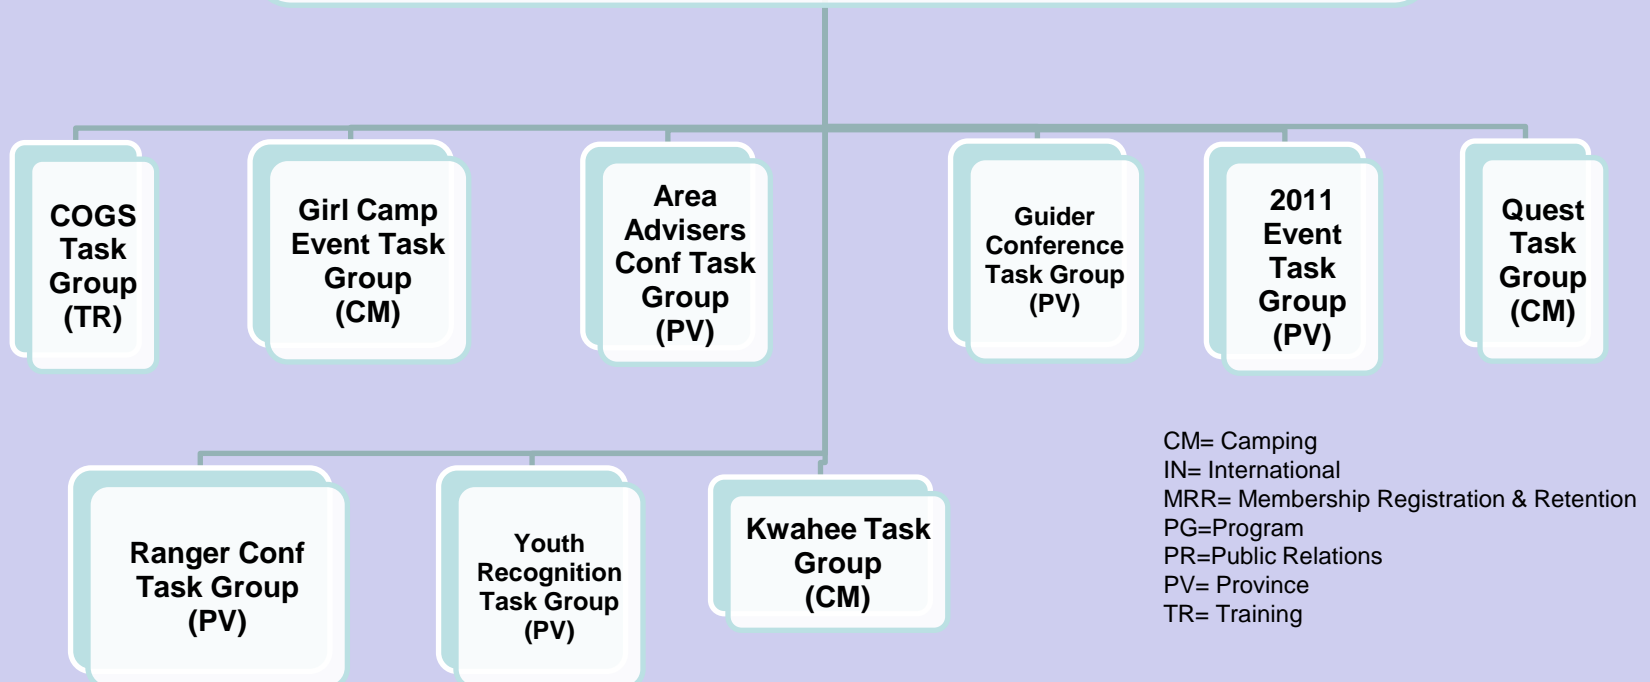 COGS
Task
Group
(TR)
Girl Camp
Event Task
Group
(CM)
Area
Advisers
Conf Task
Group
(PV)
Guider
Conference
Task Group
(PV)
2011
Event
Task
Group
(PV)
Quest
Task
Group
(CM)
Ranger Conf
Task Group
(PV)
Youth
Recognition
Task Group
(PV)
Kwahee Task
Group
(CM)
CM= Camping
IN= International
MRR= Membership Registration & Retention
PG=Program
PR=Public Relations
PV= Province
TR= Training